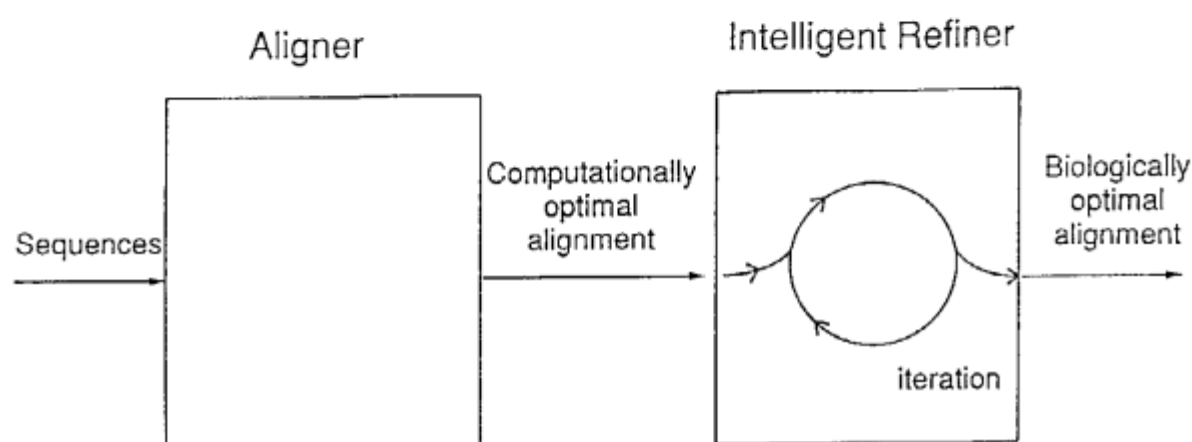 Aligner
Intelligent Refiner
Sequences
Computationally
optimal
alignment
iteration
Biologically
optimal
alignment